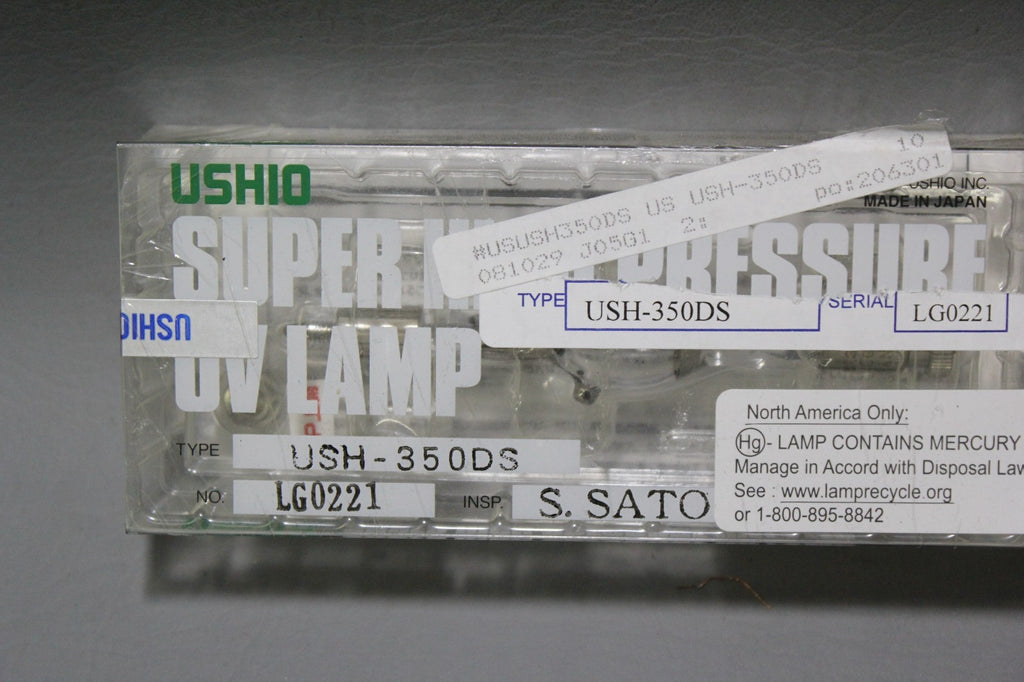 USHIO
SUPER PRESSURE
UV LAMP
#USUSH350DS US USH-350DS 10
081029 J05G1 2: po:206301
USHIO INC.
MADE IN JAPAN
TYPE USH-350DS SERIAL LG0221
USHIO
North America Only:
Hg - LAMP CONTAINS MERCURY
Manage in Accord with Disposal Law
See : www.lamprecycle.org
or 1-800-895-8842
TYPE USH-350DS
NO. LG0221 INSP. S. SATO